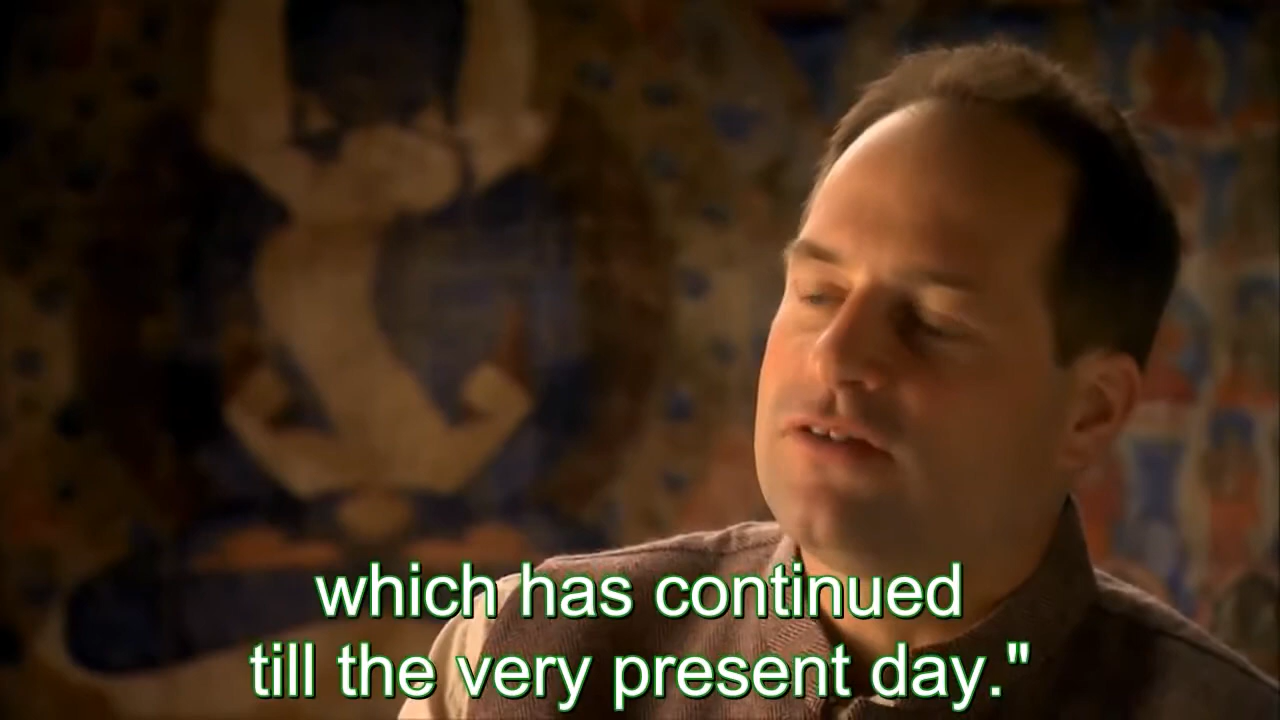 which has continued
till the very present day."